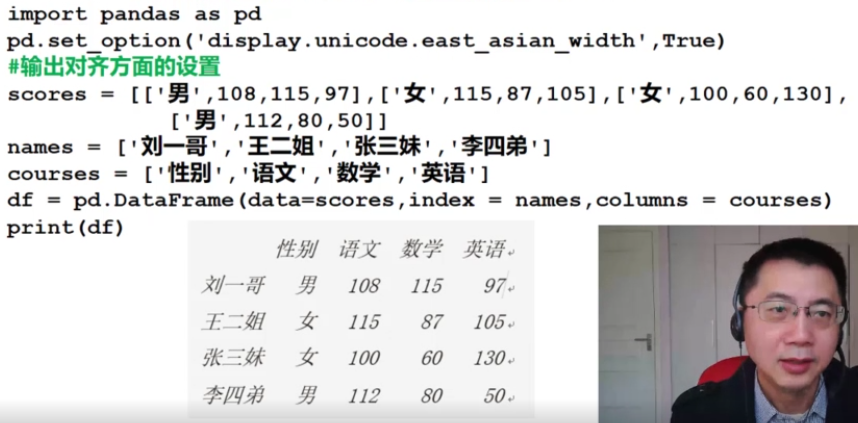 import pandas as pd
pd.set_option('display.unicode.east_asian_width',True)
#输出对齐方面的设置
scores = [['男',108,115,97],['女',115,87,105],['女',100,60,130],
['男',112,80,50]]
names = ['刘一哥','王二姐','张三妹','李四弟']
courses = ['性别','语文','数学','英语']
df = pd.DataFrame(data=scores,index = names,columns = courses)
print(df)
性别 语文 数学 英语
刘一哥 男 108 115 97
王二姐 女 115 87 105
张三妹 女 100 60 130
李四弟 男 112 80 50